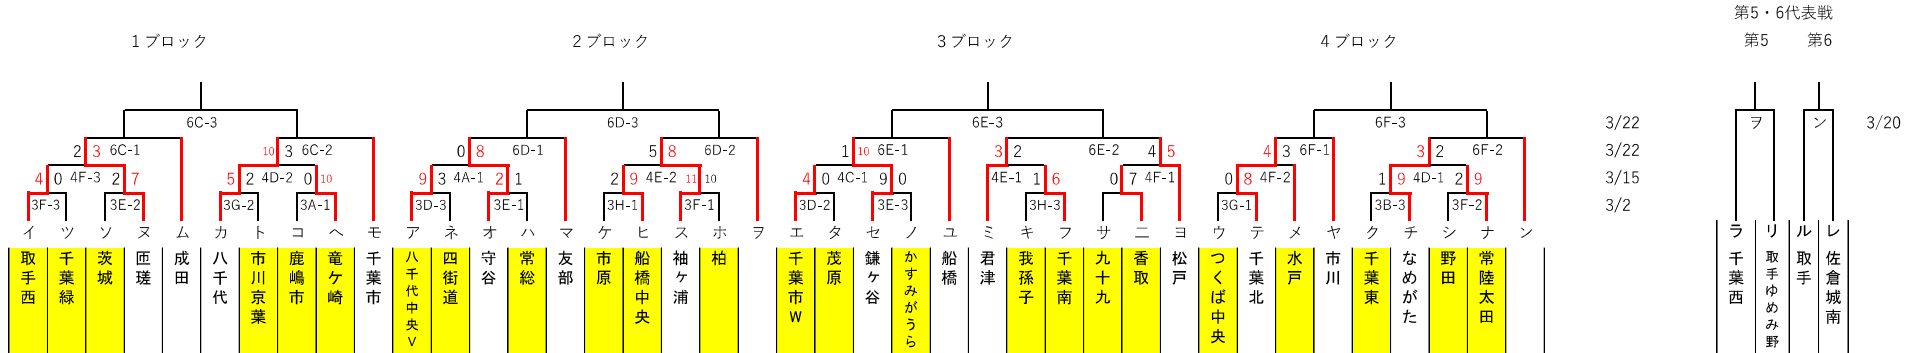 第5・6代表戦
1 ブロック 2 ブロック 3 ブロック 4 ブロック 第5 第6
6C-3 6D-3 6E-3 6F-3 3/22 ヲ ン 3/20
2 3 6C-1 10 3 6C-2 0 8 6D-1 5 8 6D-2 1 10 6E-1 3 2 6E-2 4 5 4 3 6F-1 3 2 6F-2 3/22
4 0 4F-3 2 7 5 2 4D-2 0 10 9 3 4A-1 2 1 2 9 4E-2 11 10 4 0 4C-1 9 0 4E-1 1 6 0 7 4F-1 0 8 4F-2 1 9 4D-1 2 9 3/15
3F-3 3E-2 3G-2 3A-1 3D-3 3E-1 3H-1 3F-1 3D-2 3E-3 3H-3 3G-1 3B-3 3F-2 3/2
イ ツ ソ ヌ ム カ ト コ ヘ モ ア ネ オ ハ マ ケ ヒ ス ホ ヲ エ タ セ ノ ユ ミ キ フ サ ニ ヨ ウ テ メ ヤ ク チ シ ナ ン ラ リ ル レ
取手西
千葉緑
茨城
匝瑳
成田
八千代
市川京葉
鹿嶋市
竜ケ崎
千葉市
八千代中央V
四街道
守谷
常総
友部
市原
船橋中央
袖ヶ浦
柏
千葉市W
茂原
鎌ヶ谷
かすみがうら
船橋
君津
我孫子
千葉南
九十九
香取
松戸
つくば中央
千葉北
水戸
市川
千葉東
なめがた
野田
常陸太田
千葉西
取手ゆめみ野
取手
佐倉城南